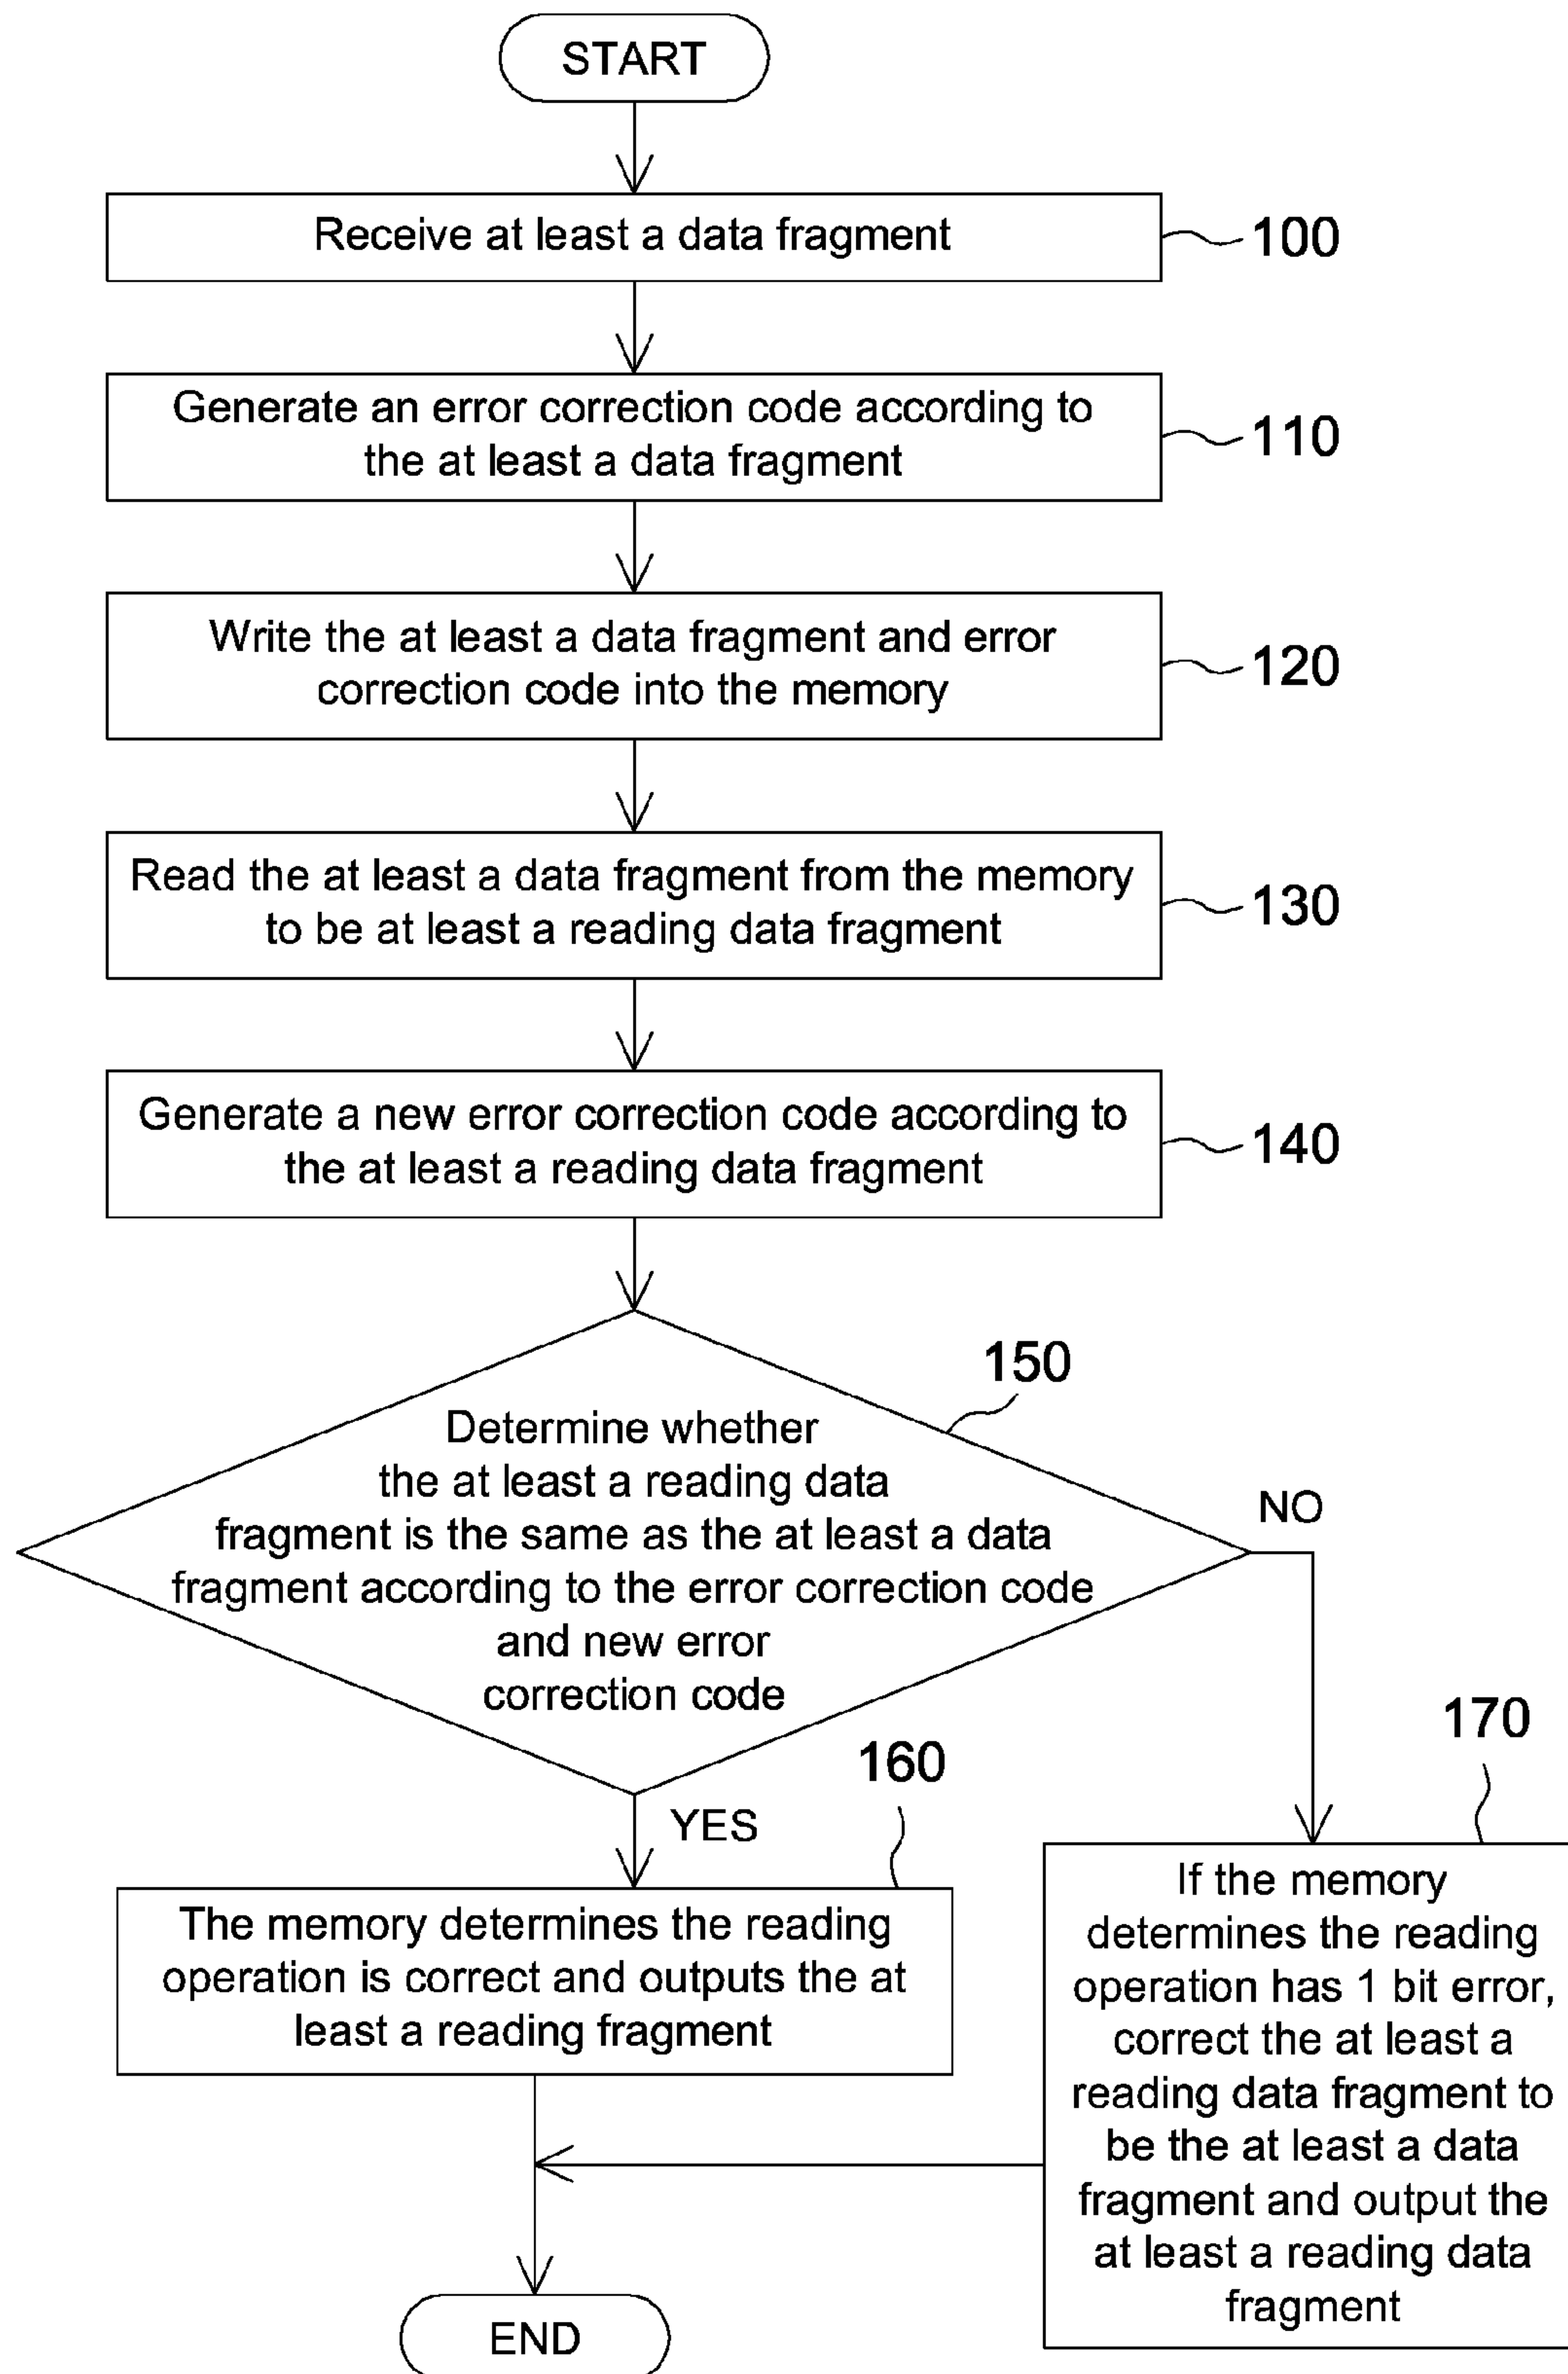 START
Receive at least a data fragment
100
Generate an error correction code according to
the at least a data fragment
110
Write the at least a data fragment and error
correction code into the memory
120
Read the at least a data fragment from the memory
to be at least a reading data fragment
130
Generate a new error correction code according to
the at least a reading data fragment
140
150
Determine whether
the at least a reading data
fragment is the same as the at least a data
fragment according to the error correction code
and new error
correction code
NO
YES
160
The memory determines the reading
operation is correct and outputs the at
least a reading fragment
170
If the memory
determines the reading
operation has 1 bit error,
correct the at least a
reading data fragment to
be the at least a data
fragment and output the
at least a reading data
fragment
END